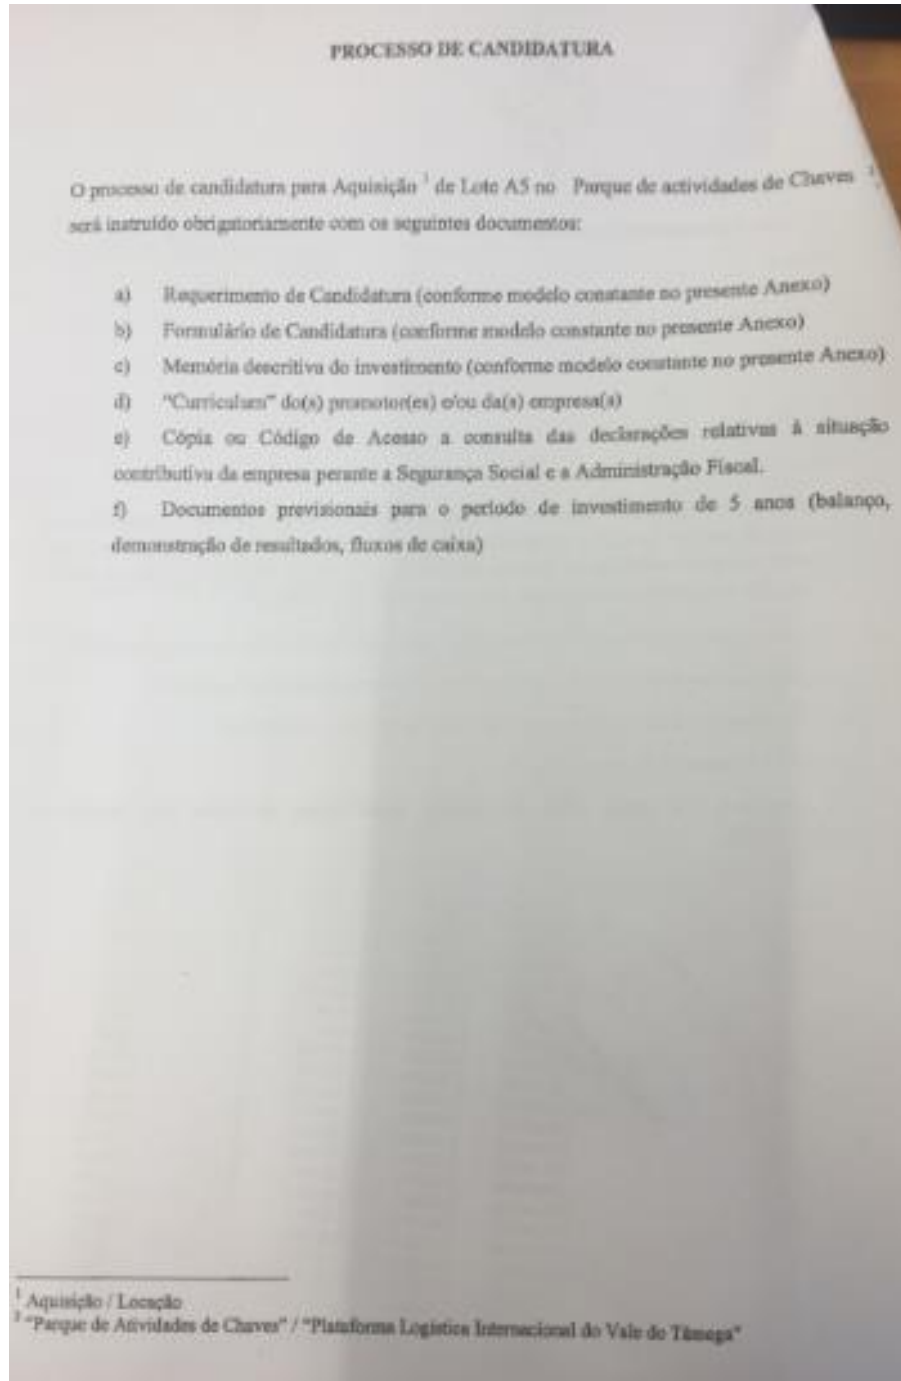 PROCESSO DE CANDIDATURA
O processo de candidatura para Aquisição ¹ de Lote A5 no Parque de actividades de Chaves ²,
será instruído obrigatoriamente com os seguintes documentos:
a) Requerimento de Candidatura (conforme modelo constante no presente Anexo)
b) Formulário de Candidatura (conforme modelo constante no presente Anexo)
c) Memória descritiva do investimento (conforme modelo constante no presente Anexo)
d) "Curriculum" do(s) promotor(es) e/ou da(s) empresa(s)
e) Cópia ou Código de Acesso a consulta das declarações relativas à situação
contributiva da empresa perante a Segurança Social e a Administração Fiscal.
f) Documentos previsionais para o período de investimento de 5 anos (balanço,
demonstração de resultados, fluxos de caixa)
¹ Aquisição / Locação
² "Parque de Atividades de Chaves" / "Plataforma Logística Internacional do Vale do Tâmega"